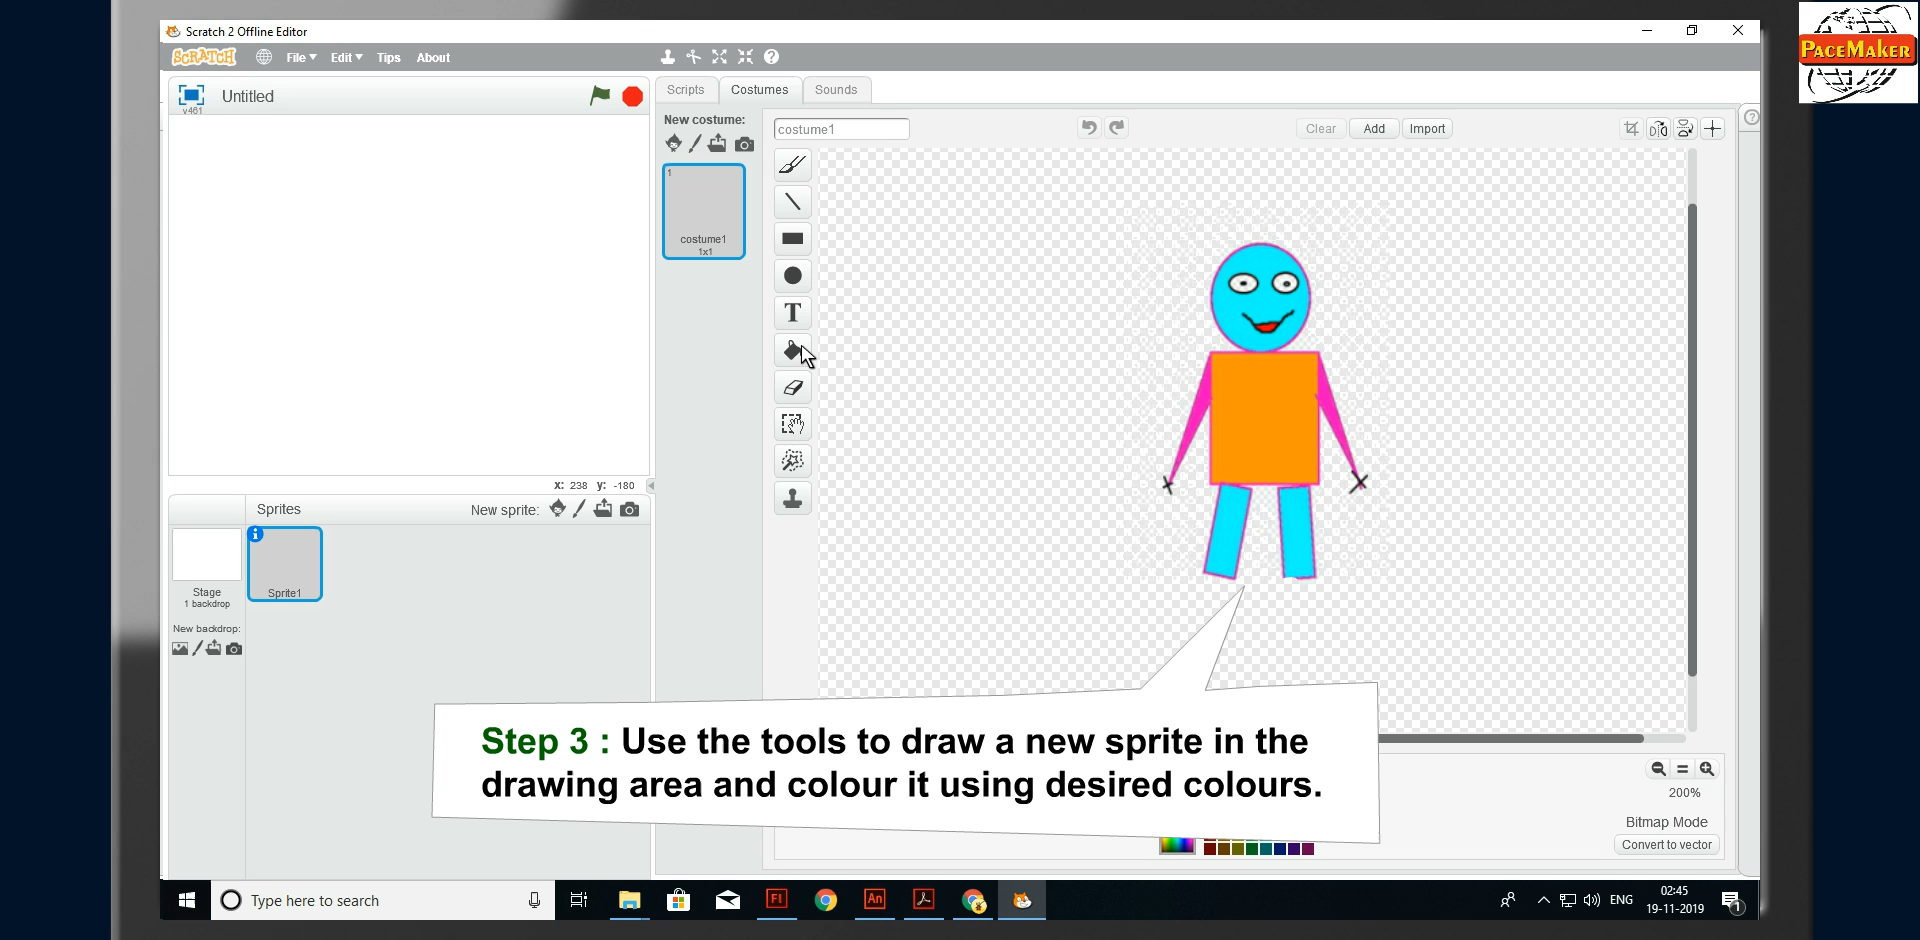 Scratch 2 Offline Editor
PACEMAKER
SCRATCH
File Edit Tips About
v461
Untitled
Scripts Costumes Sounds
New costume:
costume1
Clear Add Import
1
costume1
1x1
T
x: 238 y: -180
Sprites
New sprite:
Stage
1 backdrop
Sprite1
New backdrop:
Step 3 : Use the tools to draw a new sprite in the
drawing area and colour it using desired colours.
200%
Bitmap Mode
Convert to vector
Type here to search
Fl
An
ENG
02:45
19-11-2019
1